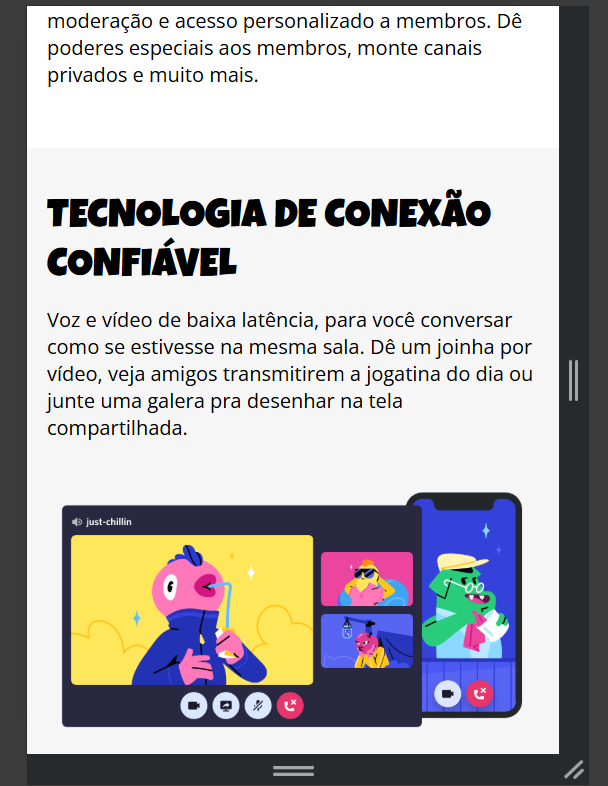 moderação e acesso personalizado a membros. Dê
poderes especiais aos membros, monte canais
privados e muito mais.
TECNOLOGIA DE CONEXÃO
CONFIÁVEL
Voz e vídeo de baixa latência, para você conversar
como se estivesse na mesma sala. Dê um joinha por
vídeo, veja amigos transmitirem a jogatina do dia ou
junte uma galera pra desenhar na tela
compartilhada.
just-chillin